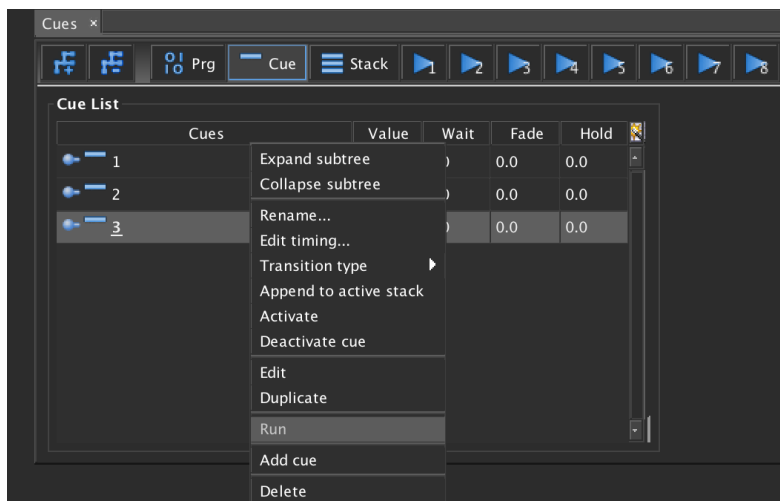 Cues ×
Prg Cue Stack 1 2 3 4 5 6 7 8
Cue List
Cues Value Wait Fade Hold
1 0.0 0.0
2 0.0 0.0
3 0.0 0.0
Expand subtree
Collapse subtree
Rename...
Edit timing...
Transition type
Append to active stack
Activate
Deactivate cue
Edit
Duplicate
Run
Add cue
Delete